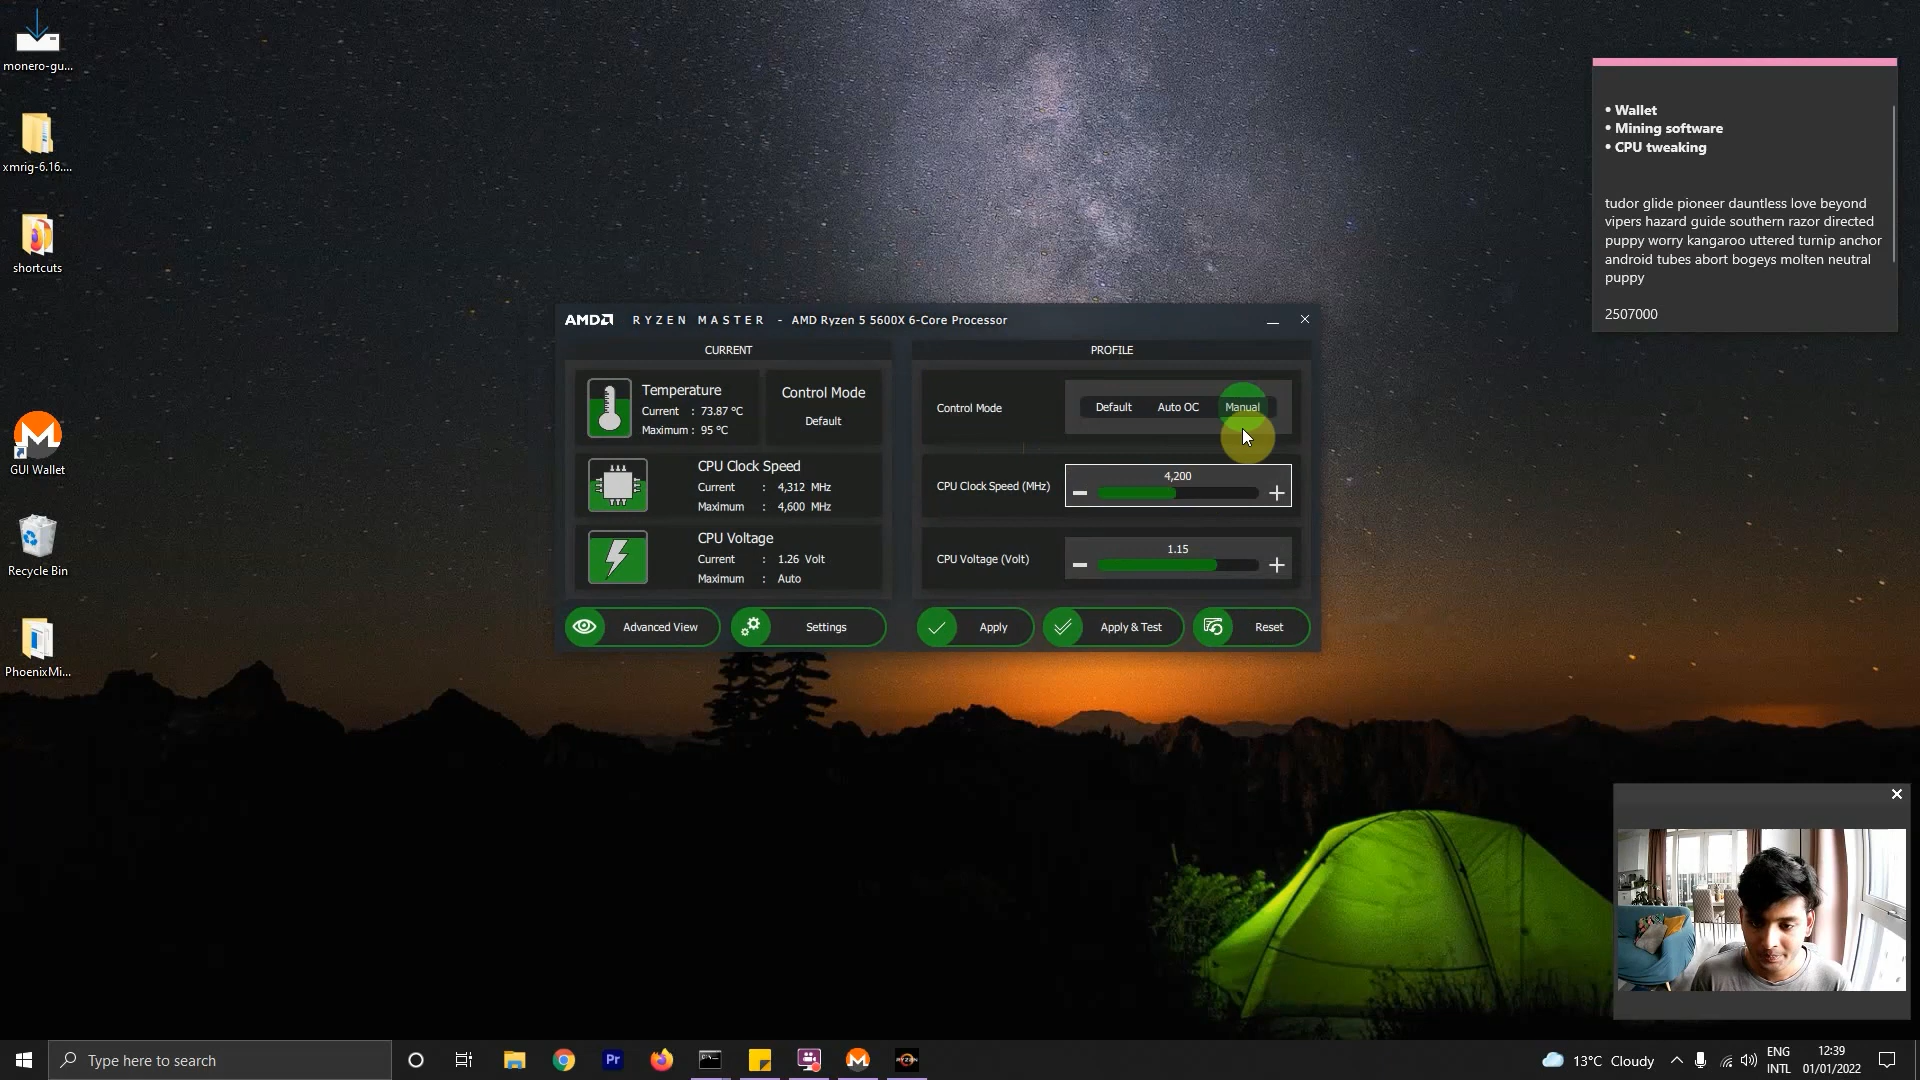 monero-gu...
xmrig-6.16....
shortcuts
GUI Wallet
Recycle Bin
PhoenixMi...
• Wallet
• Mining software
• CPU tweaking
tudor glide pioneer dauntless love beyond
vipers hazard guide southern razor directed
puppy worry kangaroo uttered turnip anchor
android tubes abort bogeys molten neutral
puppy
2507000
AMD RYZEN MASTER - AMD Ryzen 5 5600X 6-Core Processor
CURRENT
Temperature
Current : 73.87 °C
Maximum : 95 °C
Control Mode
Default
CPU Clock Speed
Current : 4,312 MHz
Maximum : 4,600 MHz
CPU Voltage
Current : 1.26 Volt
Maximum : Auto
Advanced View
Settings
PROFILE
Control Mode
Default Auto OC Manual
CPU Clock Speed (MHz)
4,200
CPU Voltage (Volt)
1.15
Apply
Apply & Test
Reset
Type here to search
Pr
RYZEN
13°C Cloudy
ENG
INTL
12:39
01/01/2022